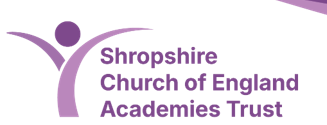 Shropshire
Church of England
Academies Trust